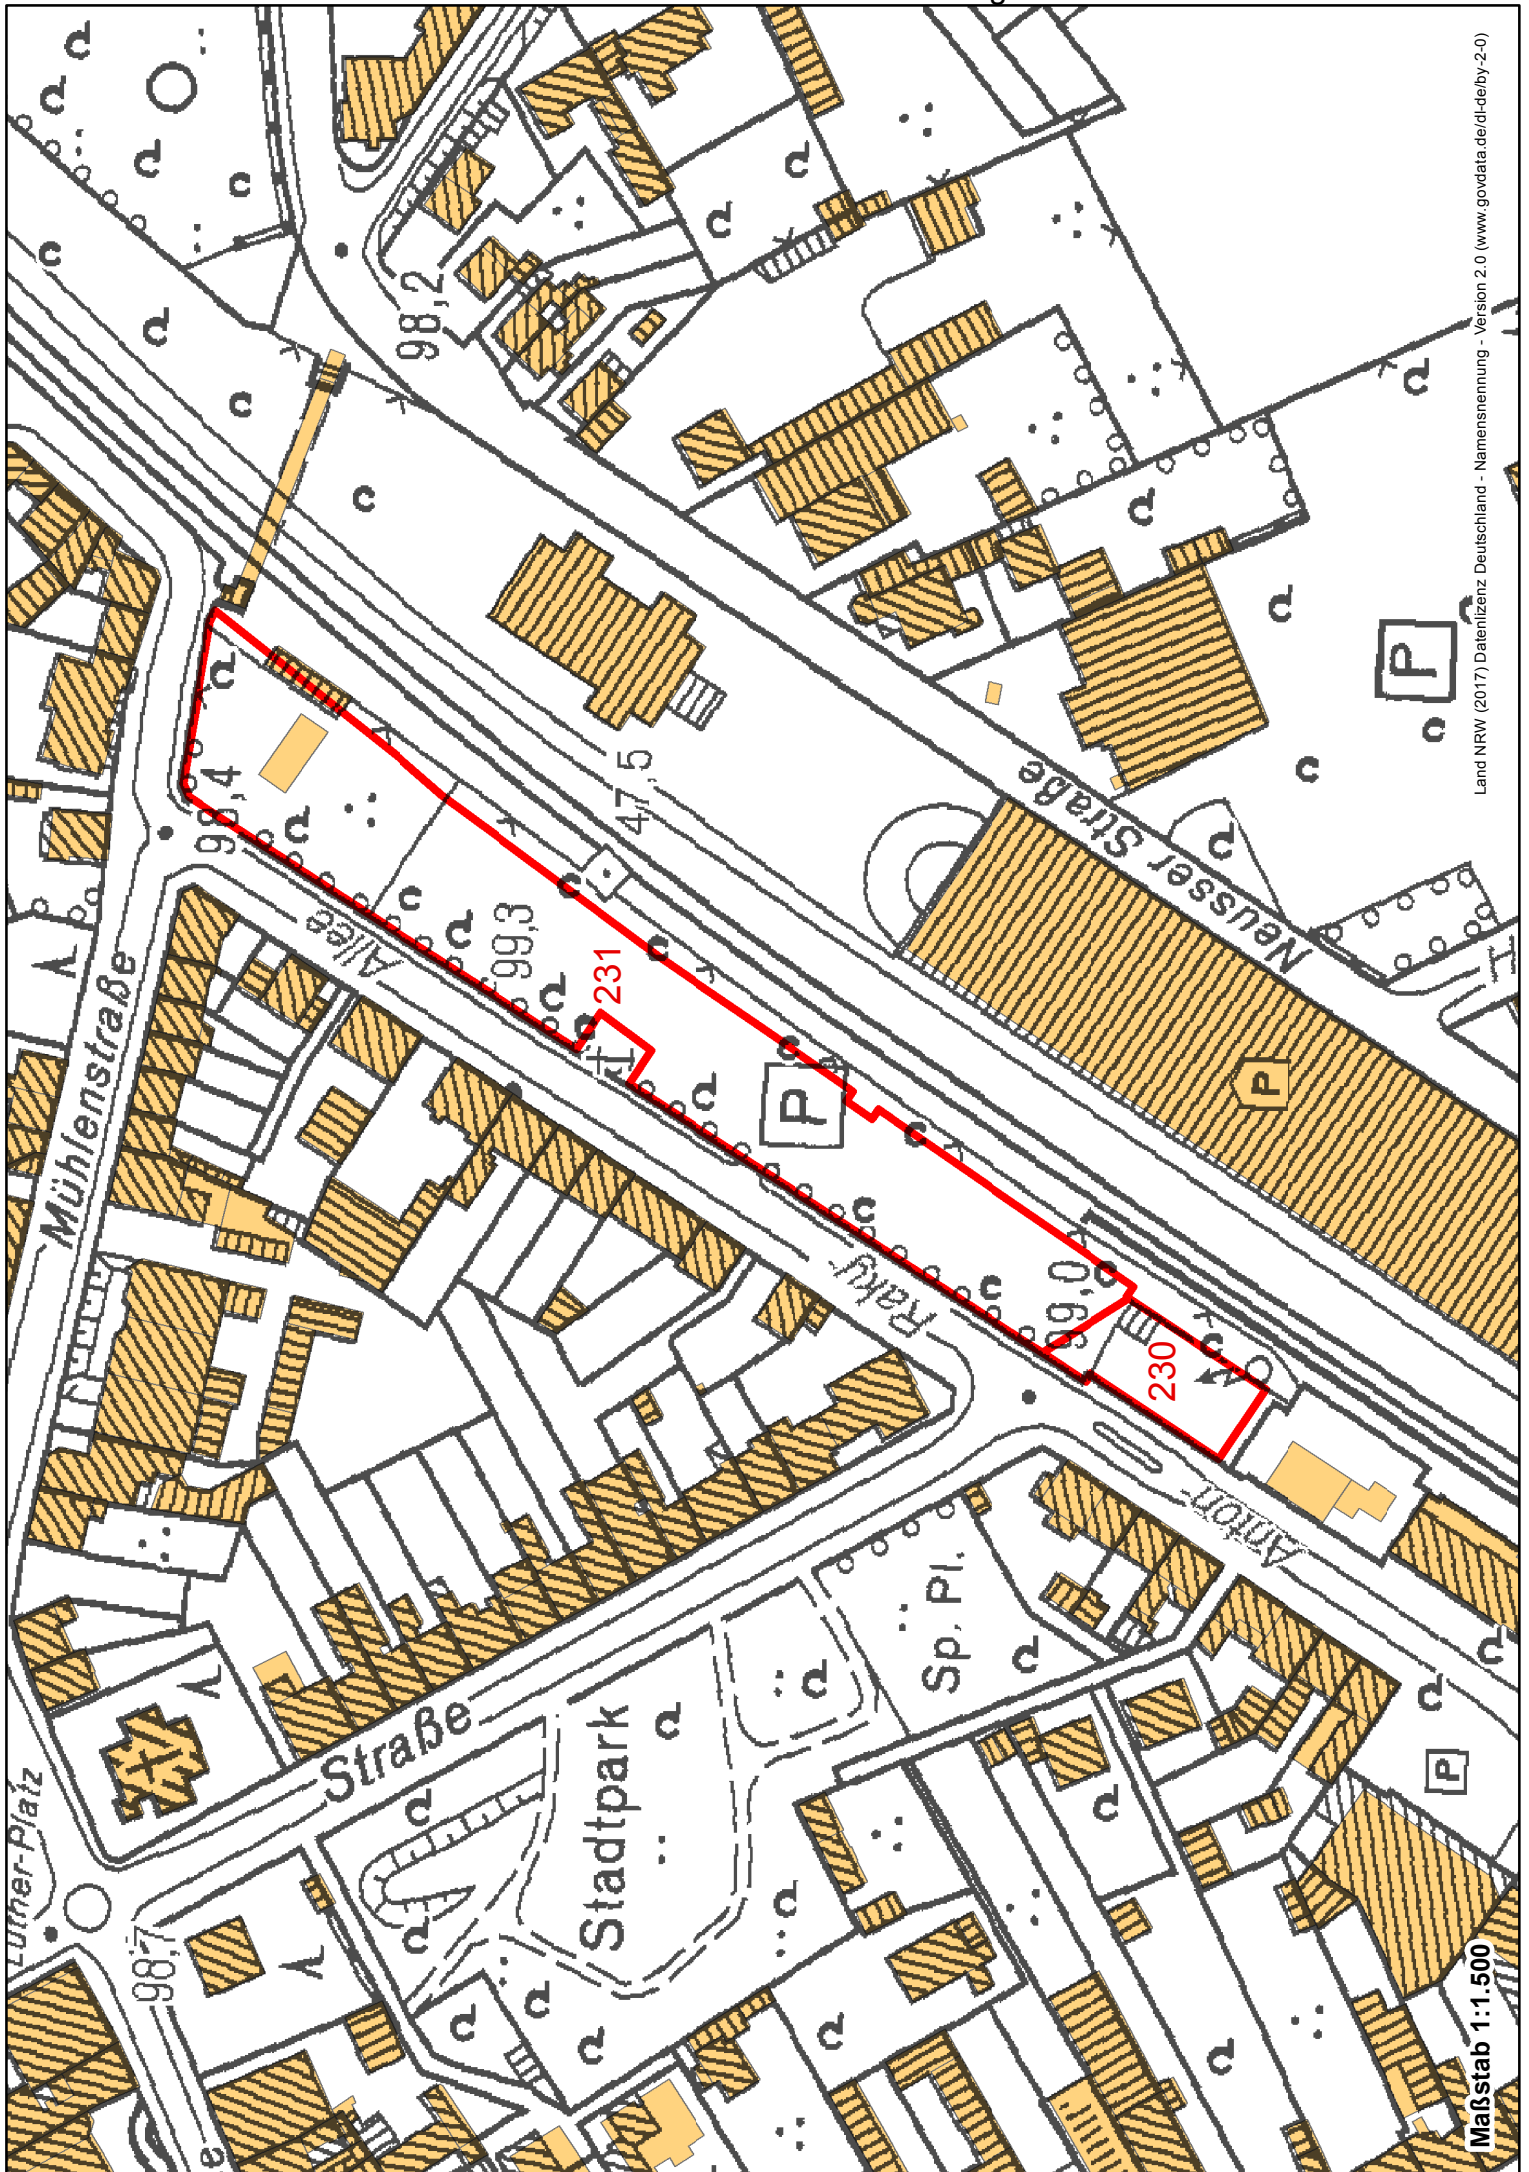 Mühlenstraße
Luther-Platz
Straße
Stadtpark
Sp. Pl.
Anton-
Raky-
Allee
Neusser Straße
98,2
98,4
99,3
47,5
99,0
98,7
231
230
P
P
P
P
e
Maßstab 1:1.500
Land NRW (2017) Datenlizenz Deutschland - Namensnennung - Version 2.0 (www.govdata.de/dl-de/by-2-0)